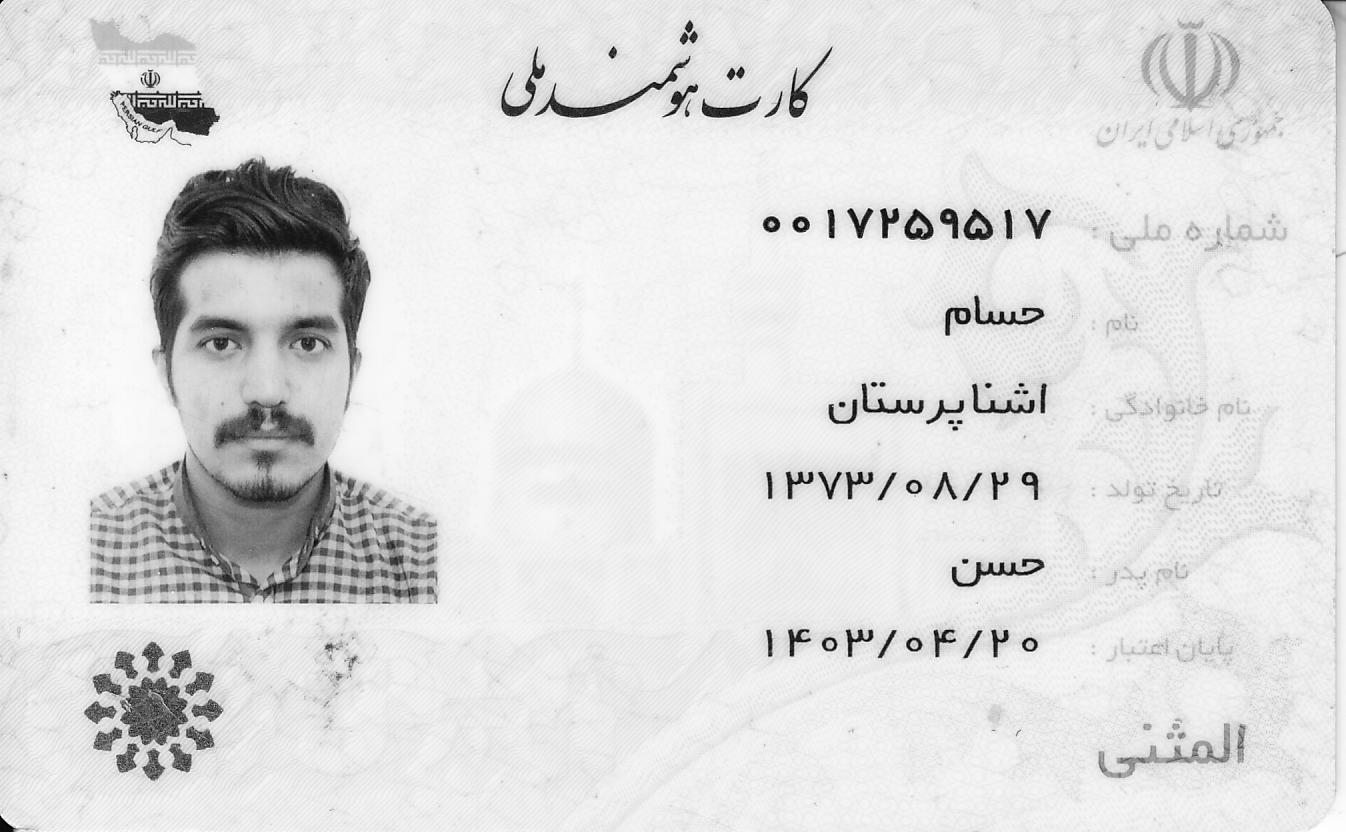 کارت هوشمند ملی
جمهوری اسلامی ایران
PERSIAN GULF
شماره ملی : ۰۰۱۷۲۵۹۵۱۷
نام : حسام
نام خانوادگی : اشناپرستان
تاریخ تولد : ۱۳۷۳/۰۸/۲۹
نام پدر : حسن
پایان اعتبار : ۱۴۰۳/۰۴/۲۰
المثنی